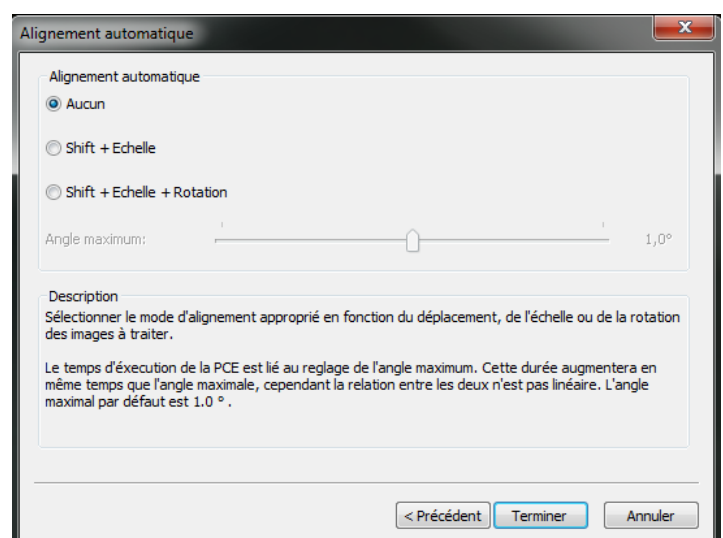 Alignement automatique
Alignement automatique
Aucun
Shift + Echelle
Shift + Echelle + Rotation
Angle maximum: 1,0°
Description
Sélectionner le mode d'alignement approprié en fonction du déplacement, de l'échelle ou de la rotation
des images à traiter.
Le temps d'éxecution de la PCE est lié au reglage de l'angle maximum. Cette durée augmentera en
même temps que l'angle maximale, cependant la relation entre les deux n'est pas linéaire. L'angle
maximal par défaut est 1.0 ° .
< Précédent Terminer Annuler